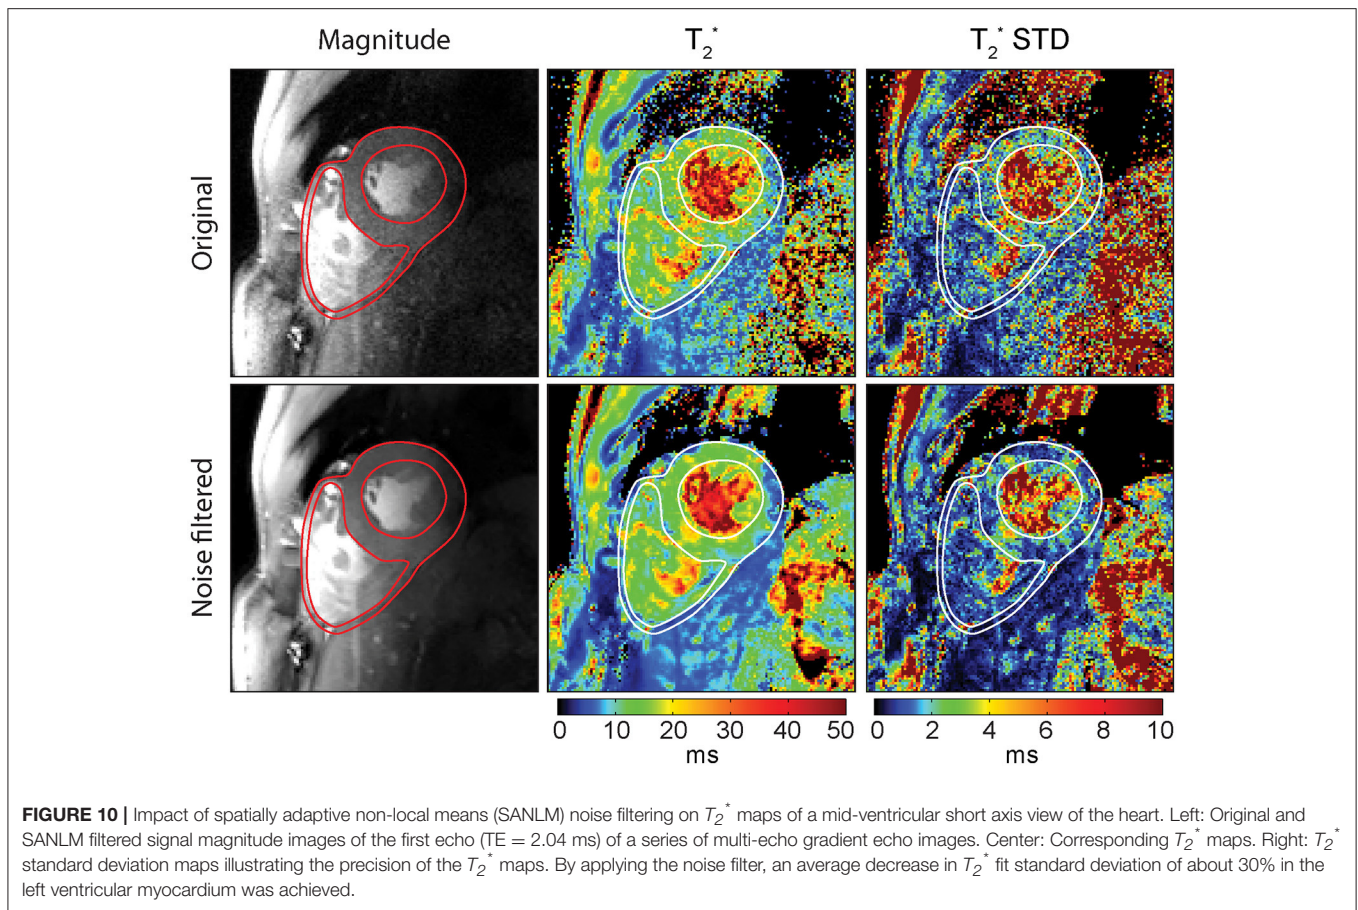 Magnitude
T₂* 
T₂* STD
Original
Noise filtered
0 10 20 30 40 50
ms
0 2 4 6 8 10
ms
FIGURE 10 | Impact of spatially adaptive non-local means (SANLM) noise filtering on T₂* maps of a mid-ventricular short axis view of the heart. Left: Original and
SANLM filtered signal magnitude images of the first echo (TE = 2.04 ms) of a series of multi-echo gradient echo images. Center: Corresponding T₂* maps. Right: T₂*
standard deviation maps illustrating the precision of the T₂* maps. By applying the noise filter, an average decrease in T₂* fit standard deviation of about 30% in the
left ventricular myocardium was achieved.